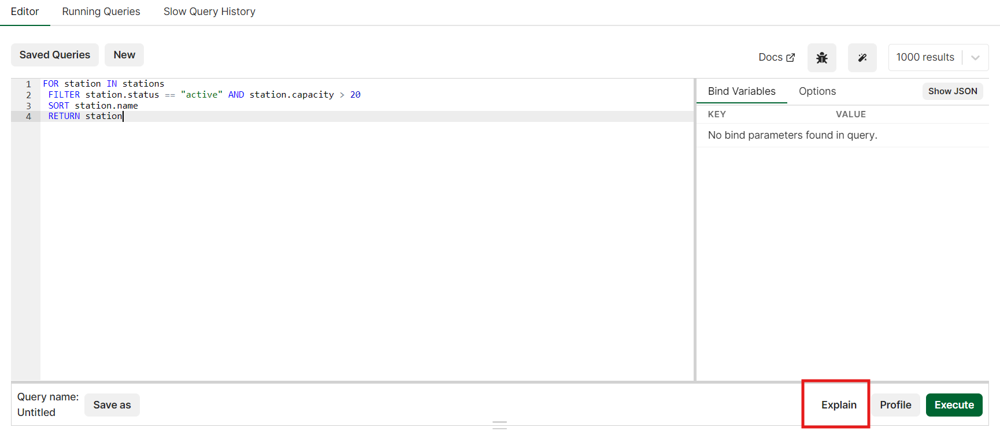 Editor Running Queries Slow Query History
Saved Queries New Docs 1000 results
1 FOR station IN stations
2 FILTER station.status == "active" AND station.capacity > 20
3 SORT station.name
4 RETURN station
Bind Variables Options Show JSON
KEY VALUE
No bind parameters found in query.
Query name:
Untitled
Save as Explain Profile Execute